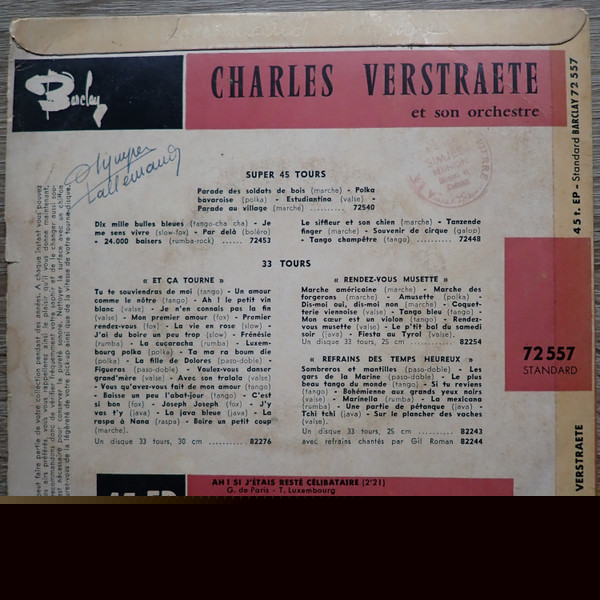 Barclay
CHARLES VERSTRAETE
et son orchestre
Olympe
Lallemand
SUPER 45 TOURS
Parade des soldats de bois (marche) - Polka
bavaroise (polka) - Estudiantina (valse) -
Parade au village (marche) .......... 72540
Dix mille bulles bleues (tango-cha cha) - Je
me sens vivre (slow-fox) - Par delà (boléro)
- 24.000 baisers (rumba-rock) ...... 72453
Le siffleur et son chien (marche) - Tanzende
finger (marche) - Souvenir de cirque (galop)
- Tango champêtre (tango) ........ 72448
33 TOURS
« ET ÇA TOURNE »
Tu te souviendras de moi (tango) - Un amour
comme le nôtre (tango) - Ah ! le petit vin
blanc (valse) - Je n'en connais pas la fin
(valse) - Mon premier amour (fox) - Premier
rendez-vous (fox) - La vie en rose (slow) -
J'ai du boire un peu trop (slow) - Frénésie
(rumba) - La cucaracha (rumba) - Luxem-
bourg polka (polka) - Ta ma ra boum die
(polka) - La fille de Dolores (paso-doble) -
Figueras (paso-doble) - Voulez-vous danser
grand'mère (valse) - Avec son tralala (valse)
- Vous qu'avez-vous fait de mon amour (tango)
- Baisse un peu l'abat-jour (tango) - C'est
si bon (fox) - Joseph Joseph (fox) - J'y
vas t'y (java) - La java bleue (java) - La
raspa à Nana (raspa) - Boire un petit coup
(marche).
Un disque 33 tours, 30 cm .......... 82276
« RENDEZ-VOUS MUSETTE »
Marche américaine (marche) - Marche des
forgerons (marche) - Amusette (polka) -
Dis-moi oui, dis-moi non (marche) - Coquet-
terie viennoise (valse) - Tango bleu (tango) -
Mon cœur est un violon (tango) - Rendez-
vous musette (valse) - Le p'tit bal du samedi
soir (java) - Fiesta au Tyrol (valse).
Un disque 33 tours, 25 cm .......... 82254
« REFRAINS DES TEMPS HEUREUX »
Sombreros et mantilles (paso-doble) - Les
gars de la Marine (paso-doble) - Le plus
beau tango du monde (tango) - Si tu reviens
(tango) - Bohémienne aux grands yeux noirs
(valse) - Marinella (rumba) - La mexicana
(rumba) - Une partie de pétanque (java) -
Tchi tchi (java) - Sur le plancher des vaches
(valse).
Un disque 33 tours, 25 cm .......... 82243
avec refrains chantés par Gil Roman 82244
72557
STANDARD
45 t. EP - Standard BARCLAY 72 557
VERSTRAETE
AH ! SI J'ÉTAIS RESTÉ CÉLIBATAIRE (2'21)
G. de Paris - T. Luxembourg